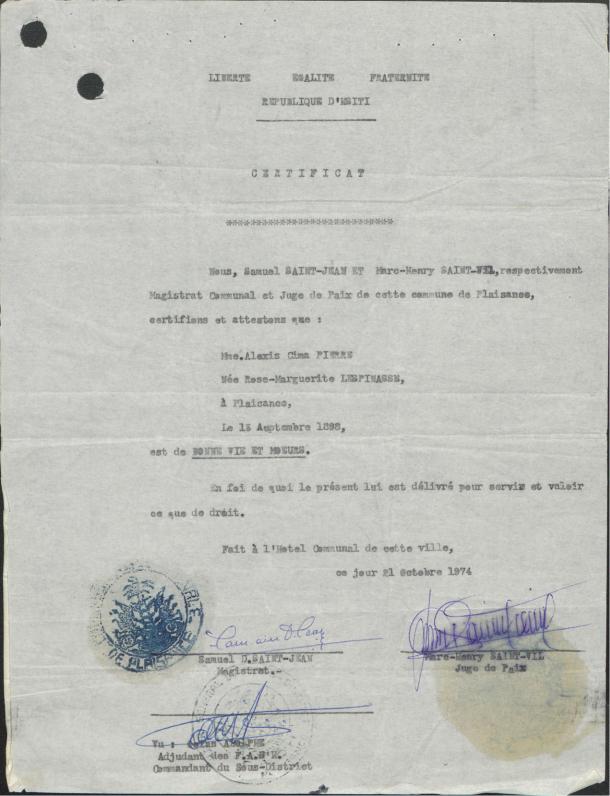 LIBERTE EGALITE FRATERNITE
REPUBLIQUE D'HAITI
CERTIFICAT
**********************************
Nous, Samuel SAINT-JEAN ET Marc-Henry SAINT-VIL, respectivement
Magistrat Communal et Juge de Paix de cette commune de Plaisance,
certifions et attestons que :
Mme. Alexis Cima PIERRE
Née Rose-Marguerite LESPINASSE,
à Plaisance,
Le Septembre 1898,
est de BONNE VIE ET MOEURS.
En foi de quoi le présent lui est délivré pour servir et valoir
ce que de droit.
Fait à l'Hotel Communal de cette ville,
ce jour 21 Octobre 1974
DE PLAISANCE
Samuel D. SAINT-JEAN
Magistrat.-
Marc-Henry SAINT-VIL
Juge de Paix
Vu :
Adjudant des F.A.D'H.
Commandant du Sous-District